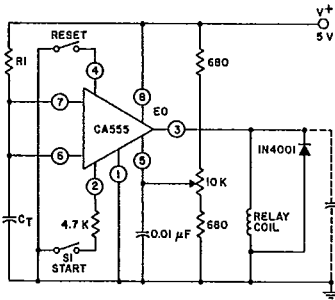 V+
5 V
RESET
R1
680
4
8
EO
7
CA555
3
6
5
IN4001
2
1
10 K
4.7 K
RELAY
COIL
CT
0.01 µF
680
S1
START